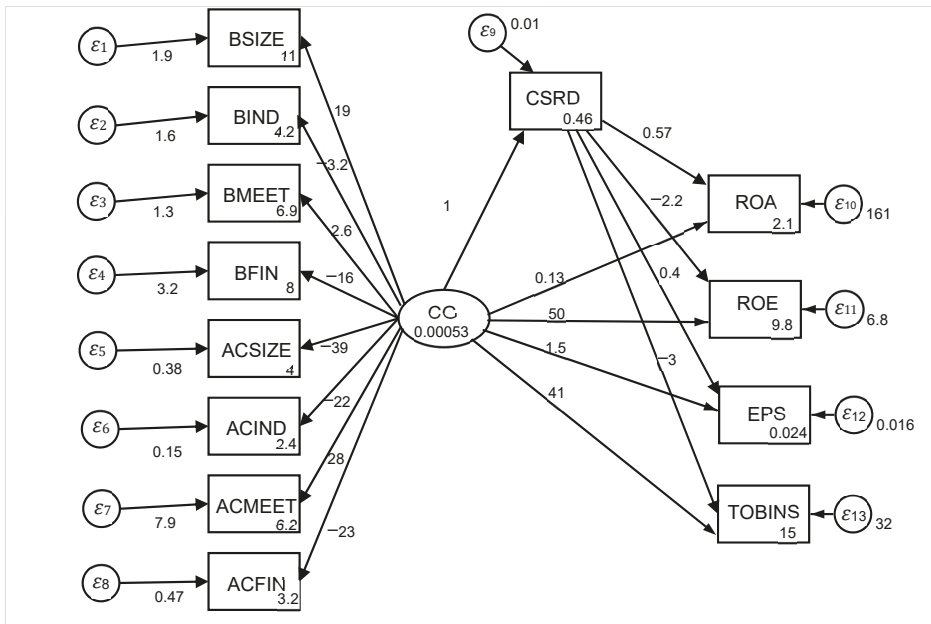 ε1
1.9
BSIZE
11
ε2
1.6
BIND
4.2
ε3
1.3
BMEET
6.9
ε4
3.2
BFIN
8
ε5
0.38
ACSIZE
4
ε6
0.15
ACIND
2.4
ε7
7.9
ACMEET
6.2
ε8
0.47
ACFIN
3.2
19
−3.2
2.6
−16
−39
−22
28
−23
CG
0.00053
1
ε9
0.01
CSRD
0.46
0.57
−2.2
0.4
−3
0.13
50
1.5
41
ROA
2.1
ε10
161
ROE
9.8
ε11
6.8
EPS
0.024
ε12
0.016
TOBINS
15
ε13
32